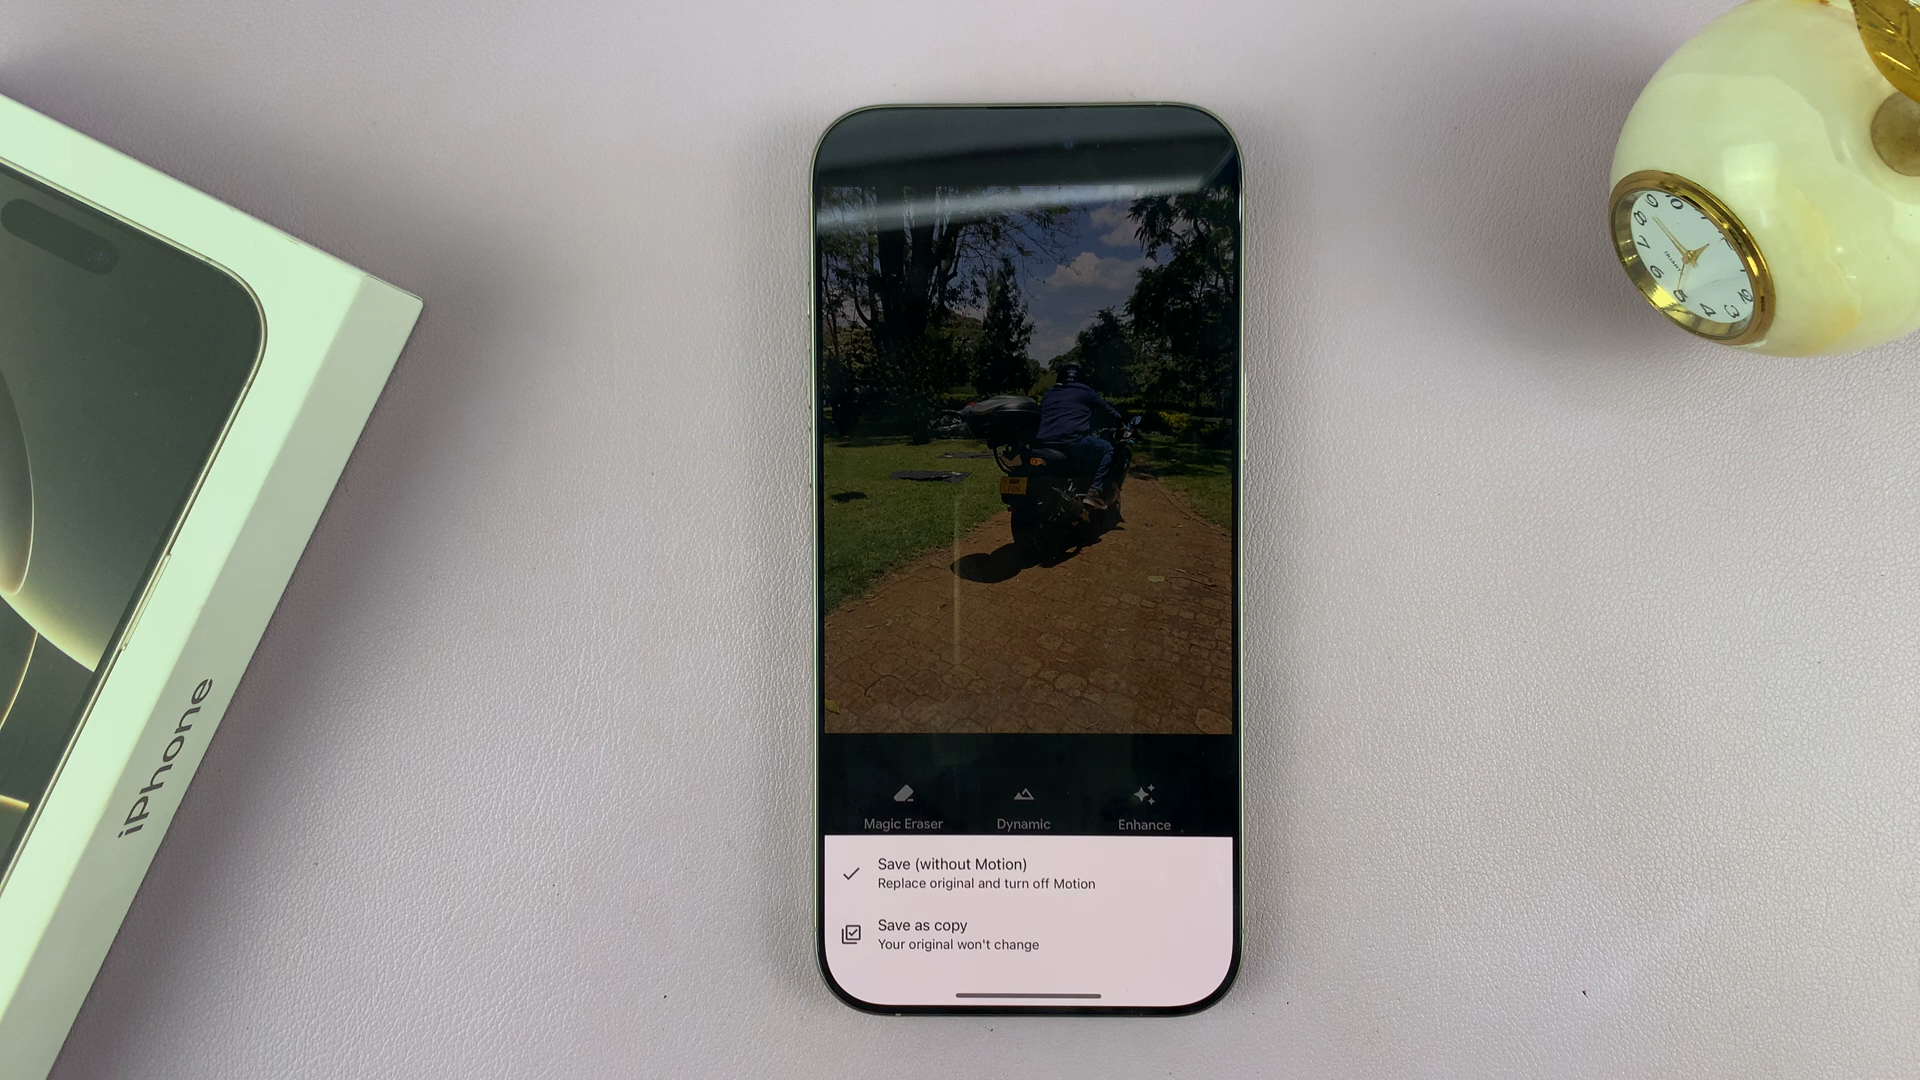 iPhone
Magic Eraser
Dynamic
Enhance
Save (without Motion)
Replace original and turn off Motion
Save as copy
Your original won't change